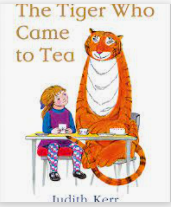 The Tiger Who
Came
to Tea
Judith Kerr